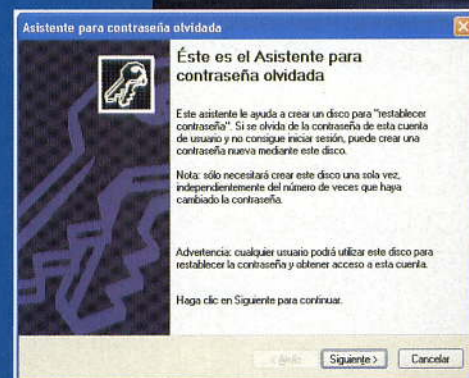 Asistente para contraseña olvidada
Éste es el Asistente para
contraseña olvidada
Este asistente le ayuda a crear un disco para "restablecer
contraseña". Si se olvida de la contraseña de esta cuenta
de usuario y no consigue iniciar sesión, puede crear una
contraseña nueva mediante este disco.
Nota: sólo necesitará crear este disco una sola vez,
independientemente del número de veces que haya
cambiado la contraseña.
Advertencia: cualquier usuario podrá utilizar este disco para
restablecer la contraseña y obtener acceso a esta cuenta.
Haga clic en Siguiente para continuar.
< Atrás
Siguiente >
Cancelar